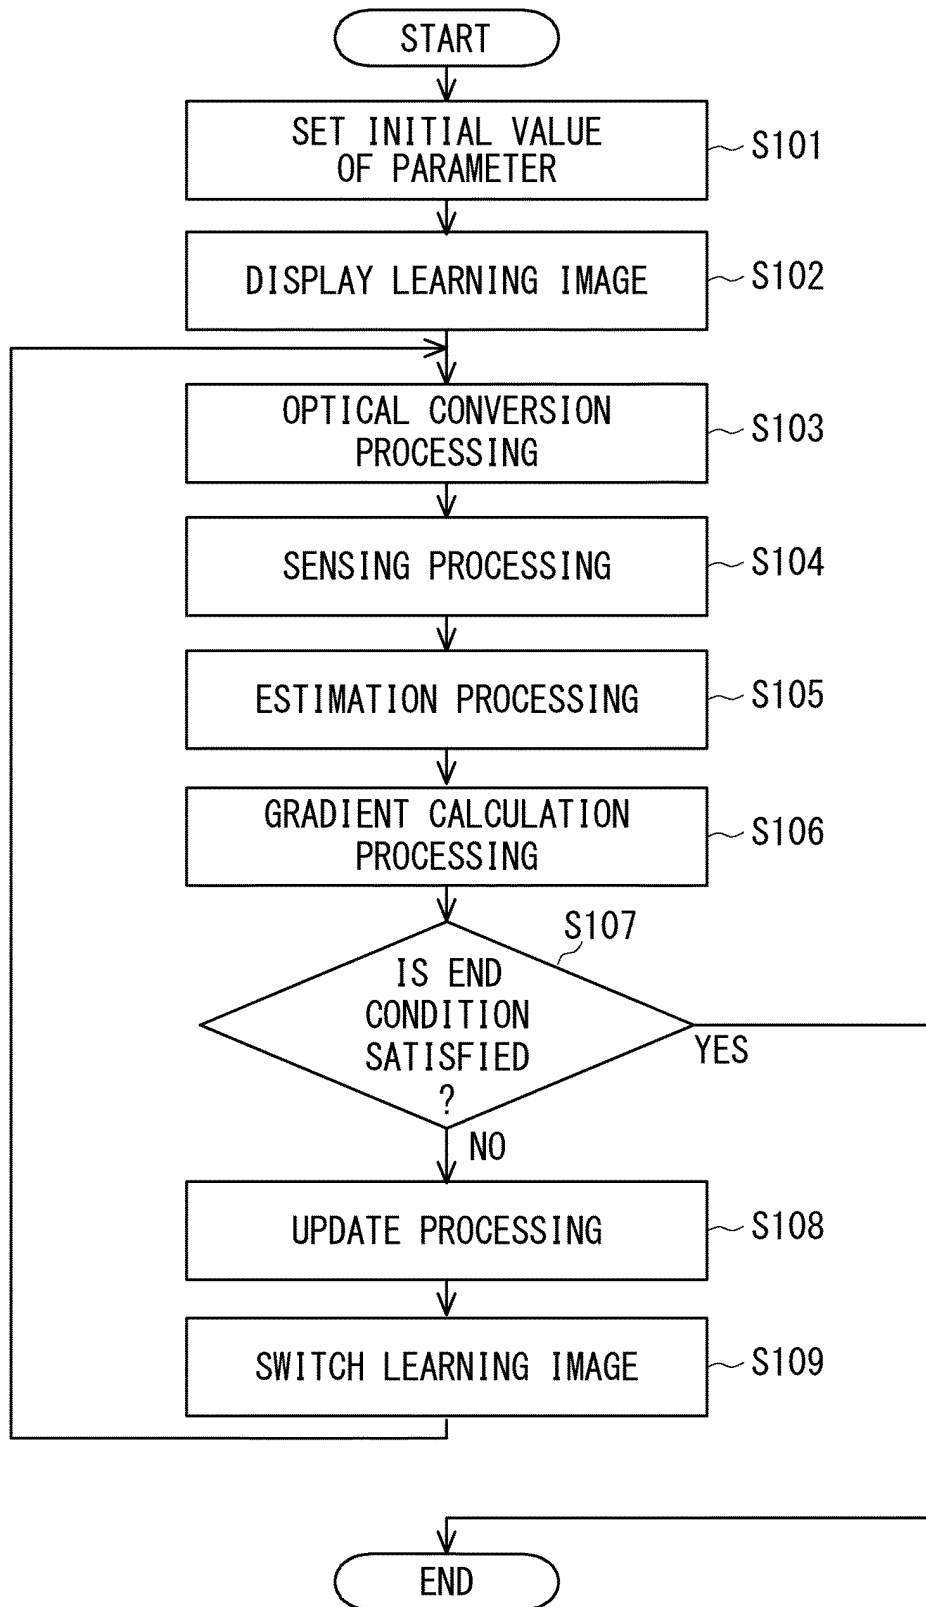 START
SET INITIAL VALUE
OF PARAMETER
S101
DISPLAY LEARNING IMAGE
S102
OPTICAL CONVERSION
PROCESSING
S103
SENSING PROCESSING
S104
ESTIMATION PROCESSING
S105
GRADIENT CALCULATION
PROCESSING
S106
S107
IS END
CONDITION
SATISFIED
?
YES
NO
UPDATE PROCESSING
S108
SWITCH LEARNING IMAGE
S109
END